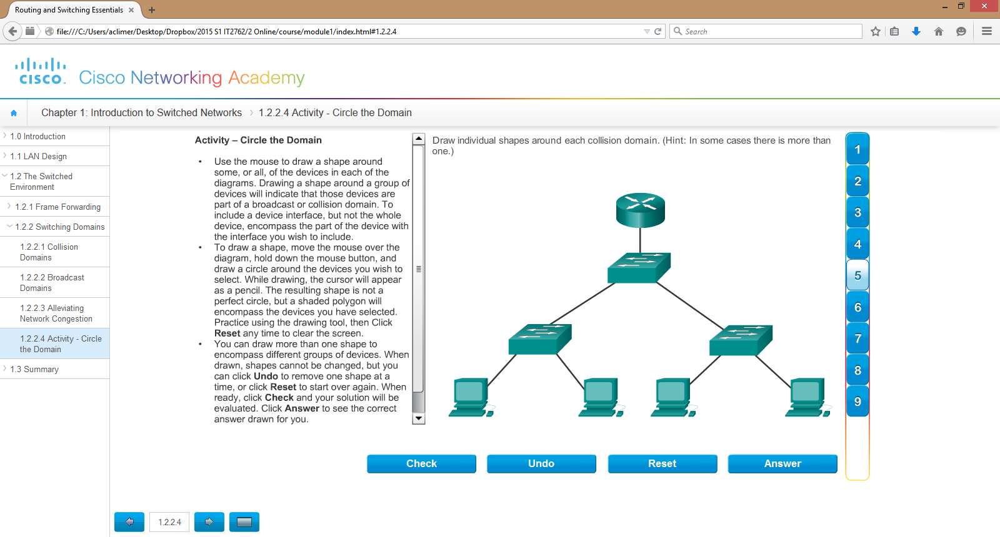 Routing and Switching Essentials
file:///C:/Users/aclimer/Desktop/Dropbox/2015 S1 IT2762/2 Online/course/module1/index.html#1.2.2.4
Search
CISCO.
Cisco Networking Academy
Chapter 1: Introduction to Switched Networks
1.2.2.4 Activity - Circle the Domain
1.0 Introduction
1.1 LAN Design
1.2 The Switched
Environment
1.2.1 Frame Forwarding
1.2.2 Switching Domains
1.2.2.1 Collision
Domains
1.2.2.2 Broadcast
Domains
1.2.2.3 Alleviating
Network Congestion
1.2.2.4 Activity - Circle
the Domain
1.3 Summary
Activity – Circle the Domain
• Use the mouse to draw a shape around
some, or all, of the devices in each of the
diagrams. Drawing a shape around a group of
devices will indicate that those devices are
part of a broadcast or collision domain. To
include a device interface, but not the whole
device, encompass the part of the device with
the interface you wish to include.
• To draw a shape, move the mouse over the
diagram, hold down the mouse button, and
draw a circle around the devices you wish to
select. While drawing, the cursor will appear
as a pencil. The resulting shape is not a
perfect circle, but a shaded polygon will
encompass the devices you have selected.
Practice using the drawing tool, then Click
Reset any time to clear the screen.
• You can draw more than one shape to
encompass different groups of devices. When
drawn, shapes cannot be changed, but you
can click Undo to remove one shape at a
time, or click Reset to start over again. When
ready, click Check and your solution will be
evaluated. Click Answer to see the correct
answer drawn for you.
Draw individual shapes around each collision domain. (Hint: In some cases there is more than
one.)
1
2
3
4
5
6
7
8
9
Check
Undo
Reset
Answer
1.2.2.4